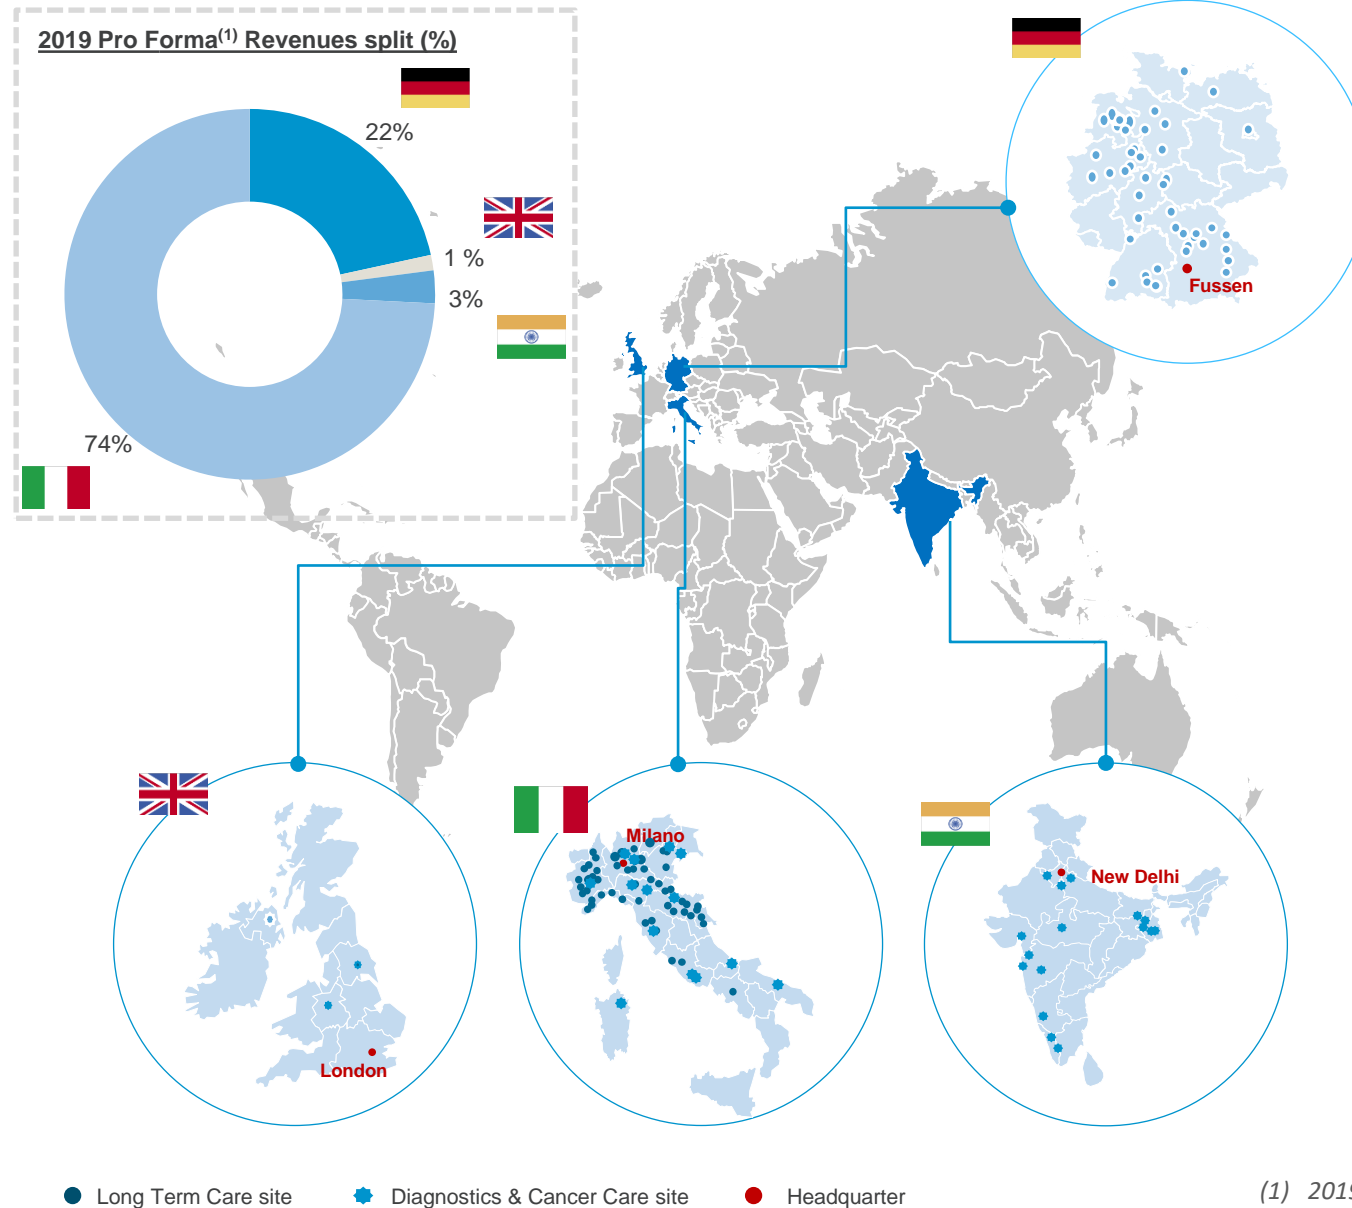 2019 Pro Forma(1) Revenues split (%)
22%
1 %
3%
74%
Fussen
Milano
New Delhi
London
Long Term Care site
Diagnostics & Cancer Care site
Headquarter
(1) 2019